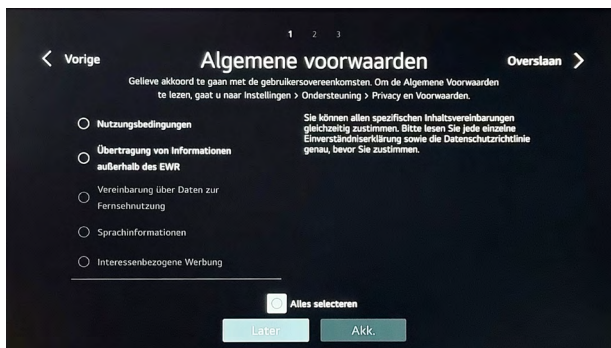 1 2 3
Vorige
Algemene voorwaarden
Overslaan
Gelieve akkoord te gaan met de gebruikersovereenkomsten. Om de Algemene Voorwaarden
te lezen, gaat u naar Instellingen > Ondersteuning > Privacy en Voorwaarden.
Nutzungsbedingungen
Übertragung von Informationen
außerhalb des EWR
Vereinbarung über Daten zur
Fernsehnutzung
Sprachinformationen
Interessenbezogene Werbung
Sie können allen spezifischen Inhaltsvereinbarungen
gleichzeitig zustimmen. Bitte lesen Sie jede einzelne
Einverständniserklärung sowie die Datenschutzrichtlinie
genau, bevor Sie zustimmen.
Alles selecteren
Later
Akk.